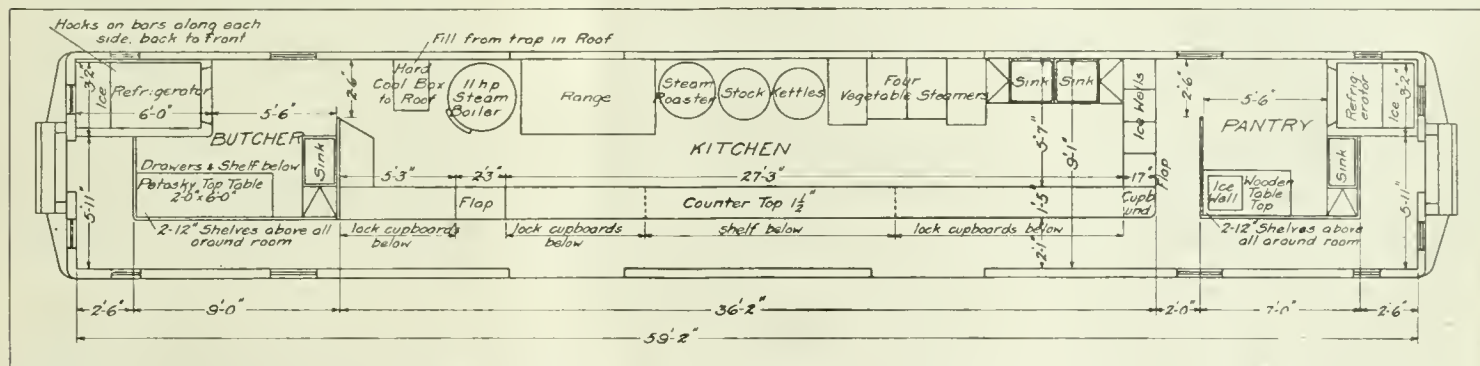 Hooks on bars along each
side, back to front
Fill from trap in Roof
3'-2"
Ice
Refrigerator
6'-0"
5'-6"
2'-6"
Hard
Coal Box
to Roof
11 hp
Steam
Boiler
Range
Steam
Roaster
Stock
Kettles
Four
Vegetable Steamers
Sink
Sink
Ice Wells
2'-6"
5'-6"
Refrig-
erator
Ice
3'-2"
BUTCHER
PANTRY
KITCHEN
Drawers & Shelf below
Sink
Petosky Top Table
2'-0" x 6'-0"
5'-11"
2-12" Shelves above all
around room
5'-3"
2'-3"
27'-3"
17"
5'-7"
9'-1"
1'-5"
2'-1"
Flap
Flap
Counter Top 1½"
Cupb
und
lock cupboards
below
lock cupboards
below
shelf below
lock cupboards
below
Ice
Well
Wooden
Table
Top
Sink
5'-11"
2-12" Shelves above
all around room
2'-6"
9'-0"
36'-2"
2'-0"
7'-0"
2'-6"
59'-2"